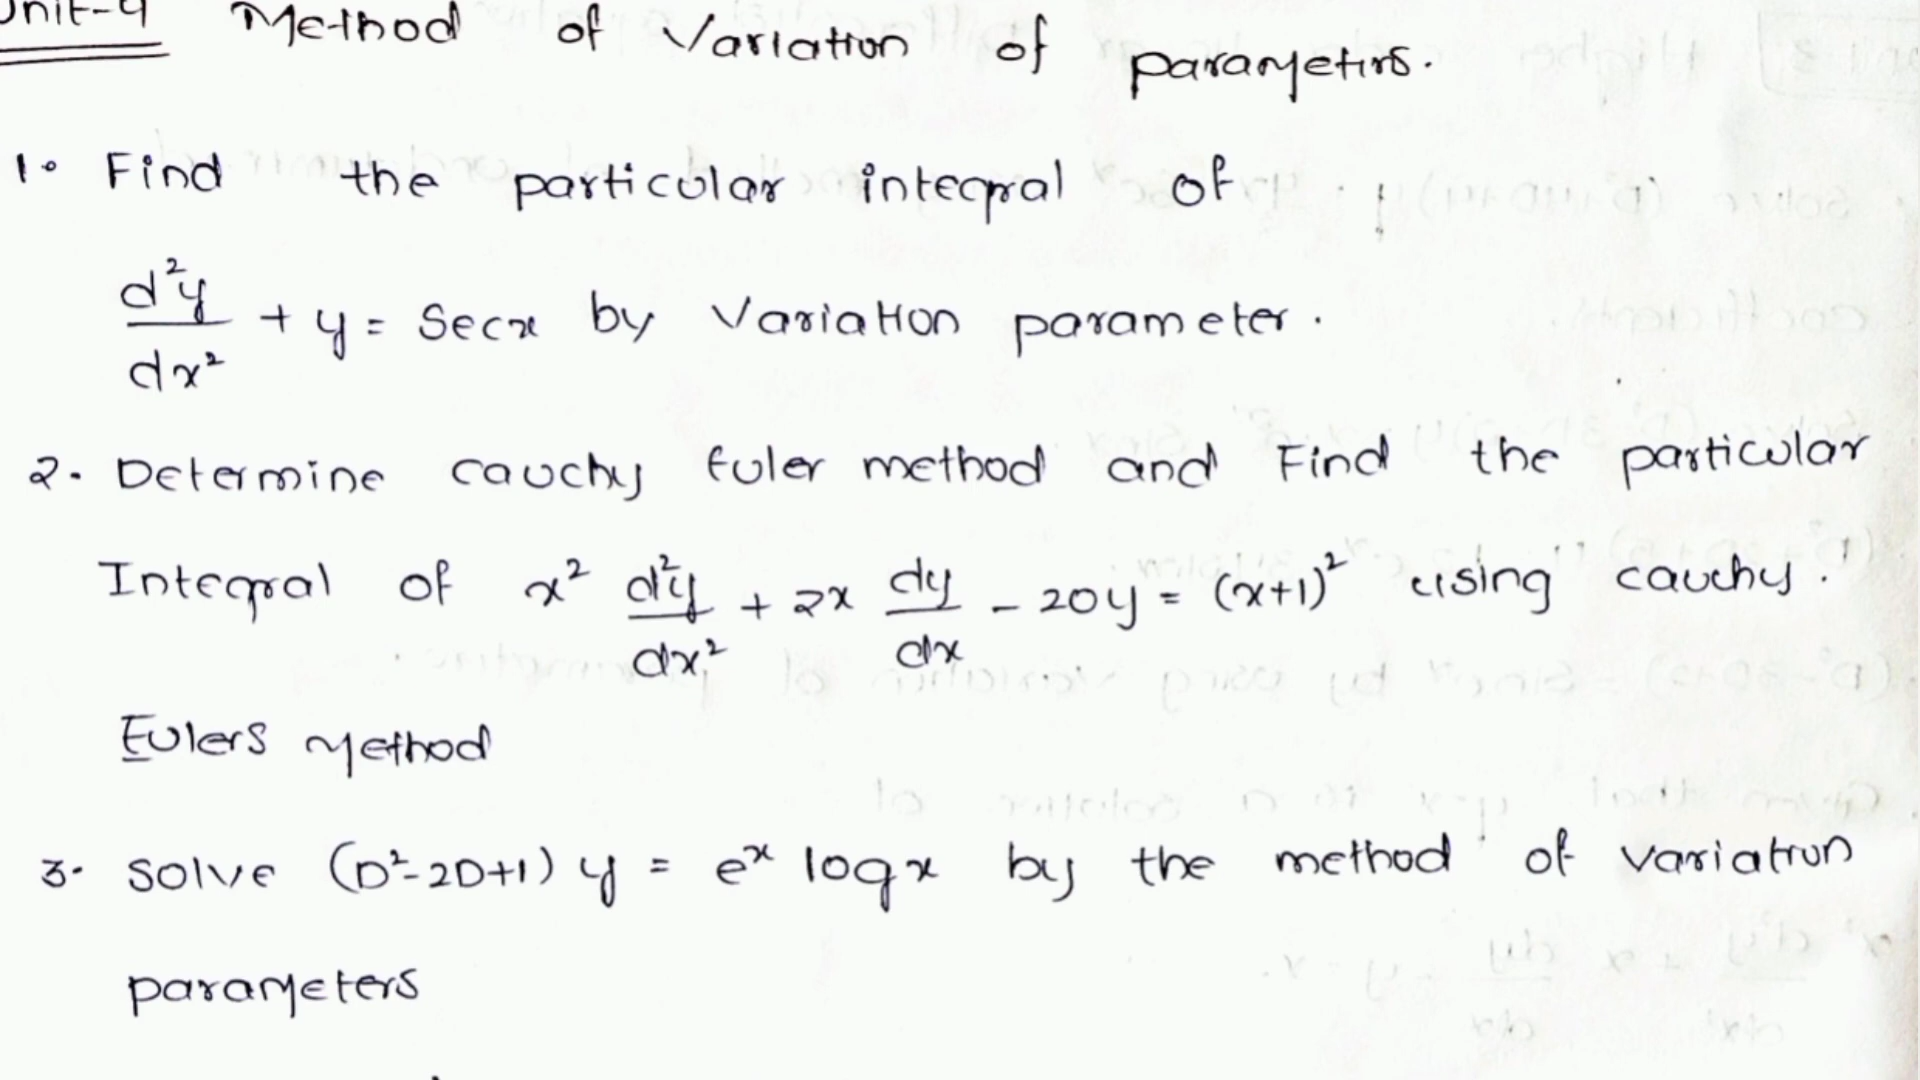 Unit-4 Method of Variation of parameters.
1. Find the particular integral of
d²y/dx² + y = Secx by Variation parameter.
2. Determine cauchy Euler method and Find the particular
Integral of x² d²y/dx² + 2x dy/dx - 20y = (x+1)² using cauchy.
Eulers Method
3. Solve (D²-2D+1) y = eˣ logx by the method of variation
parameters